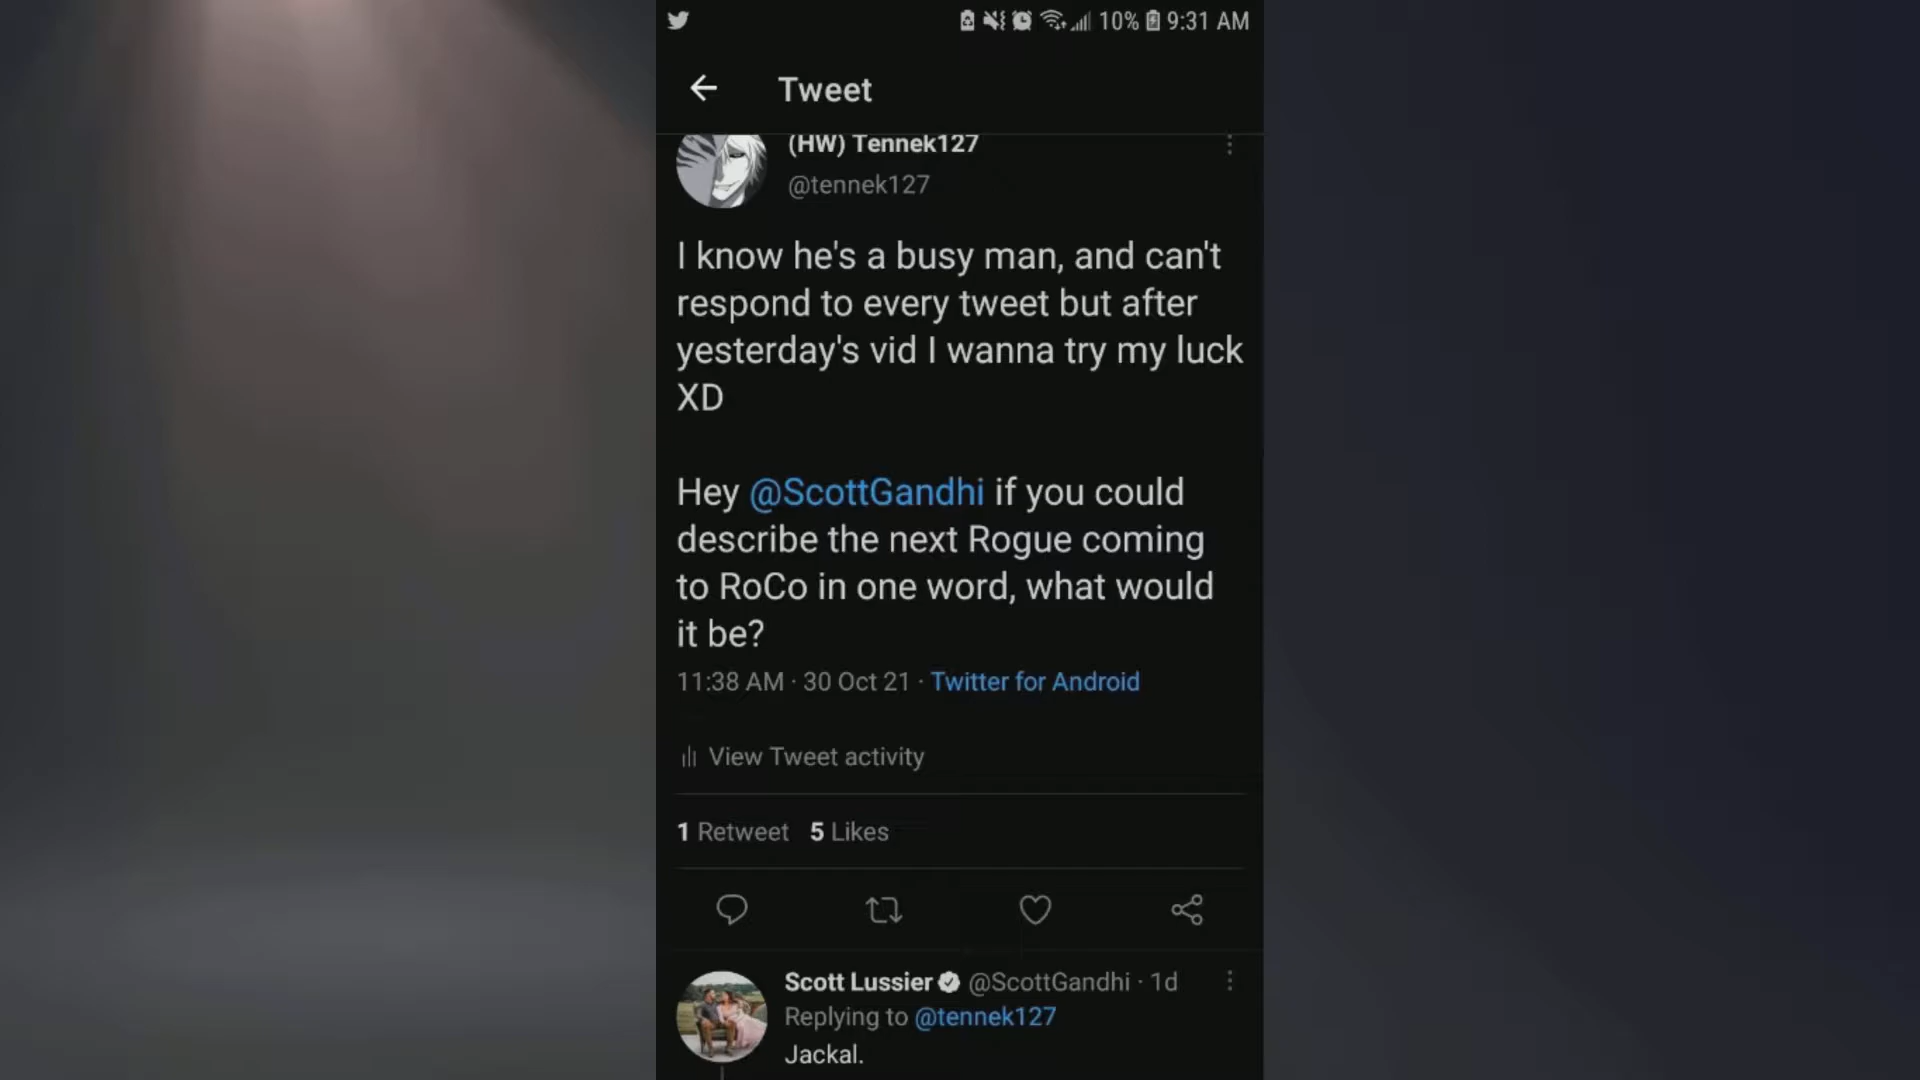 10% 9:31 AM
Tweet
(HW) Tennek127
@tennek127
I know he's a busy man, and can't
respond to every tweet but after
yesterday's vid I wanna try my luck
XD
Hey @ScottGandhi if you could
describe the next Rogue coming
to RoCo in one word, what would
it be?
11:38 AM · 30 Oct 21 · Twitter for Android
View Tweet activity
1 Retweet 5 Likes
Scott Lussier @ScottGandhi · 1d
Replying to @tennek127
Jackal.